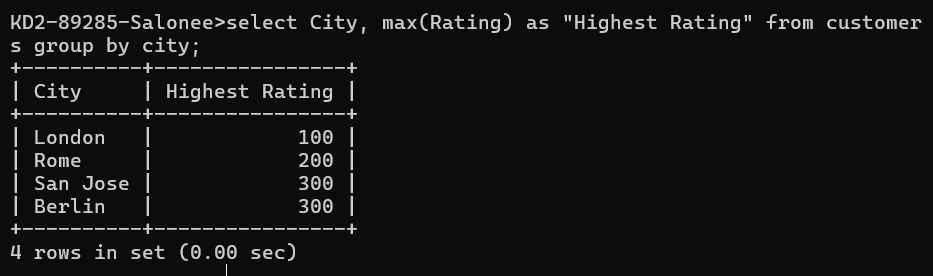 KD2-89285-Salonee>select City, max(Rating) as "Highest Rating" from customer
s group by city;
+----------+----------------+
| City     | Highest Rating |
+----------+----------------+
| London   |            100 |
| Rome     |            200 |
| San Jose |            300 |
| Berlin   |            300 |
+----------+----------------+
4 rows in set (0.00 sec)